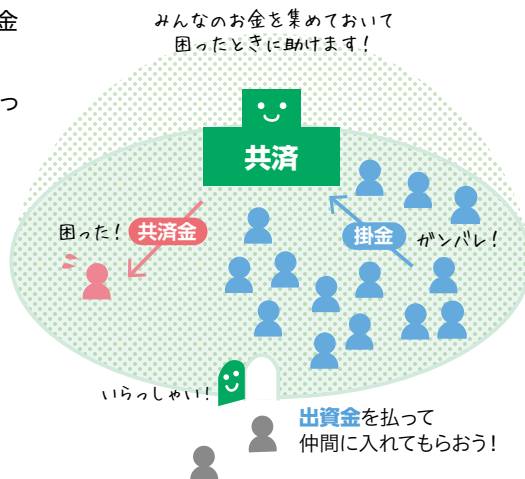 金
つ
みんなのお金を集めておいて
困ったときに助けます！
共済
困った！
共済金
掛金
ガンバレ！
いらっしゃい！
出資金を払って
仲間に入れてもらおう！